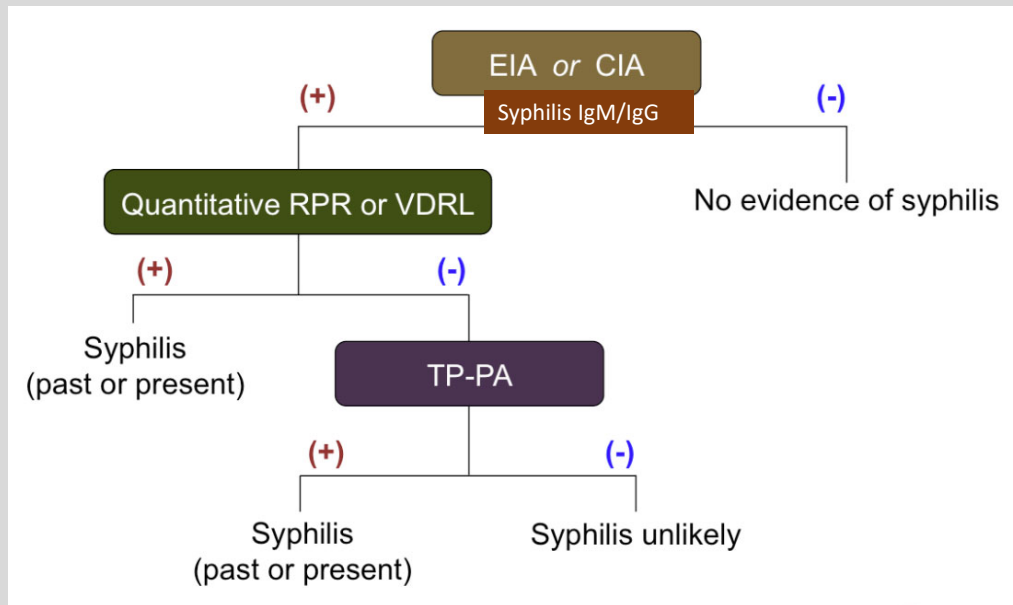 EIA or CIA
(+)
(-)
Syphilis IgM/IgG
Quantitative RPR or VDRL
No evidence of syphilis
(+)
(-)
Syphilis
(past or present)
TP-PA
(+)
(-)
Syphilis
(past or present)
Syphilis unlikely